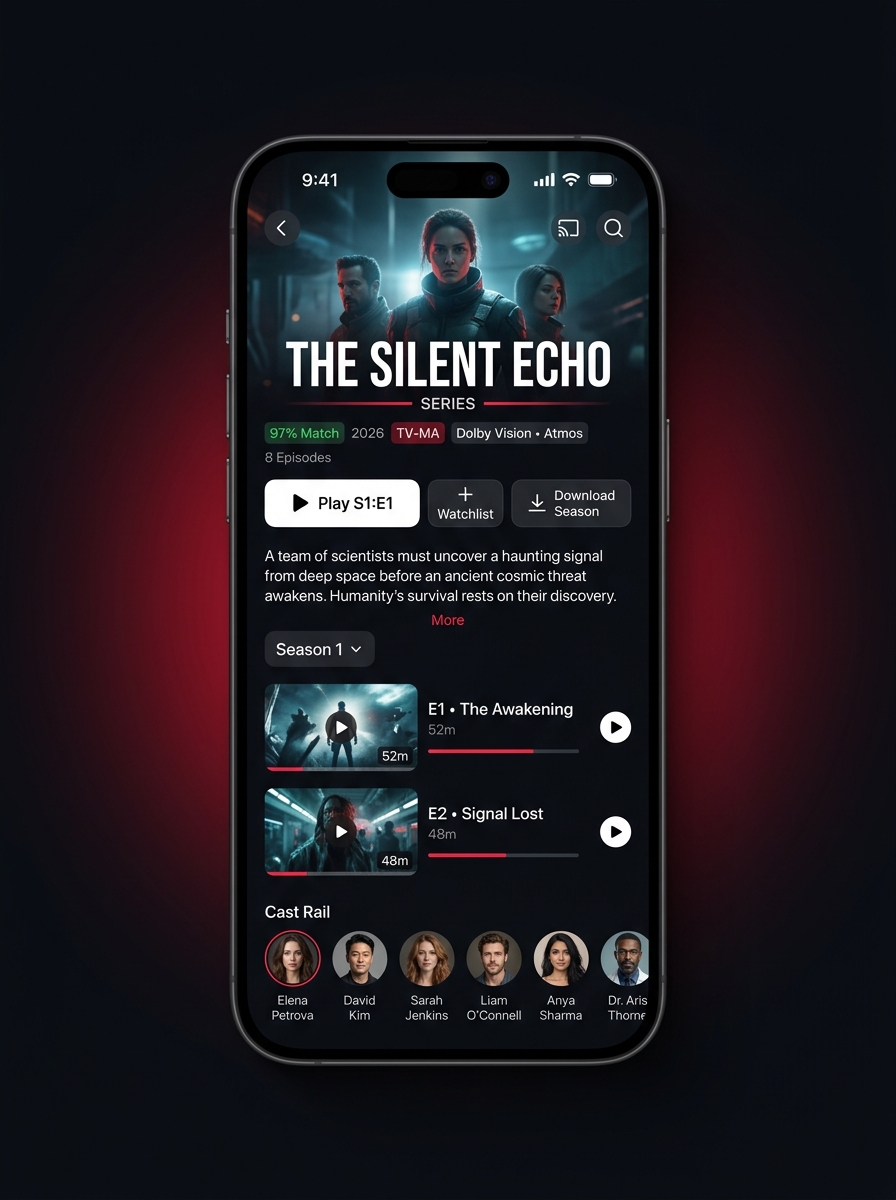 9:41
THE SILENT ECHO
SERIES
97% Match 2026 TV-MA Dolby Vision • Atmos
8 Episodes
Play S1:E1
Watchlist
Download
Season
A team of scientists must uncover a haunting signal
from deep space before an ancient cosmic threat
awakens. Humanity’s survival rests on their discovery.
More
Season 1
52m
E1 • The Awakening
52m
48m
E2 • Signal Lost
48m
Cast Rail
Elena
Petrova
David
Kim
Sarah
Jenkins
Liam
O'Connell
Anya
Sharma
Dr. Aris
Thorne